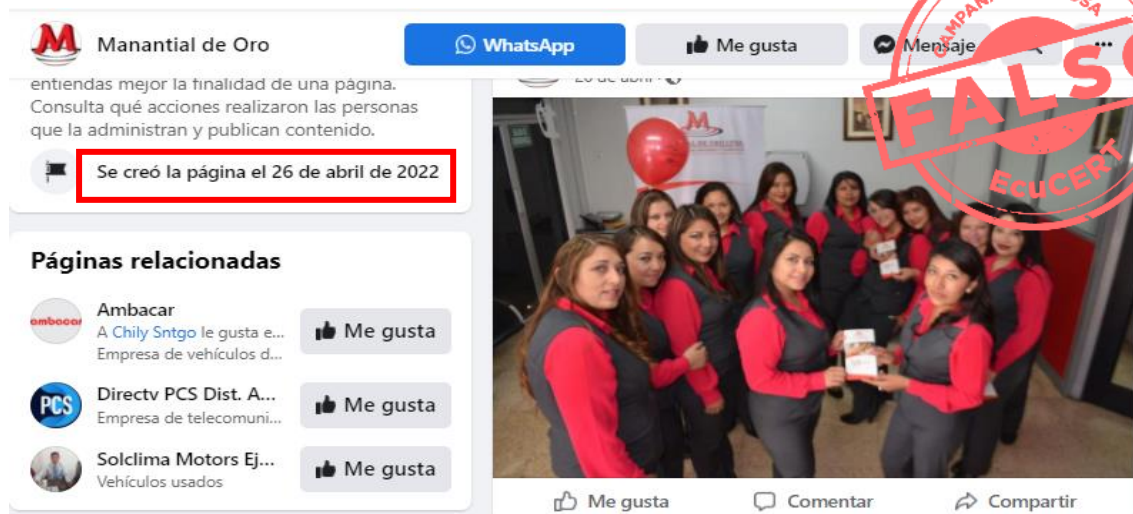 M Manantial de Oro
WhatsApp
Me gusta
Mensaje
entiendas mejor la finalidad de una página.
Consulta qué acciones realizaron las personas
que la administran y publican contenido.
Se creó la página el 26 de abril de 2022
Páginas relacionadas
ambacar
Ambacar
A Chily Sntgo le gusta e...
Empresa de vehículos d...
Me gusta
PCS
Directv PCS Dist. A...
Empresa de telecomuni...
Me gusta
Solclima Motors Ej...
Vehículos usados
Me gusta
M
Me gusta
Comentar
Compartir
ECUCERT